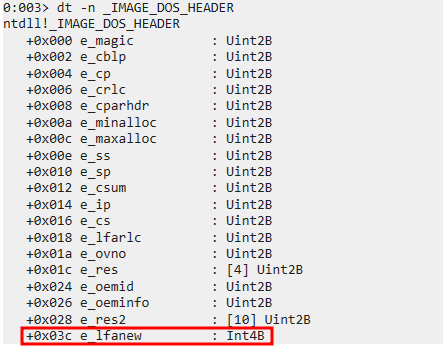 0:003> dt -n _IMAGE_DOS_HEADER
ntdll!_IMAGE_DOS_HEADER
+0x000 e_magic : Uint2B
+0x002 e_cblp : Uint2B
+0x004 e_cp : Uint2B
+0x006 e_crlc : Uint2B
+0x008 e_cparhdr : Uint2B
+0x00a e_minalloc : Uint2B
+0x00c e_maxalloc : Uint2B
+0x00e e_ss : Uint2B
+0x010 e_sp : Uint2B
+0x012 e_csum : Uint2B
+0x014 e_ip : Uint2B
+0x016 e_cs : Uint2B
+0x018 e_lfarlc : Uint2B
+0x01a e_ovno : Uint2B
+0x01c e_res : [4] Uint2B
+0x024 e_oemid : Uint2B
+0x026 e_oeminfo : Uint2B
+0x028 e_res2 : [10] Uint2B
+0x03c e_lfanew : Int4B